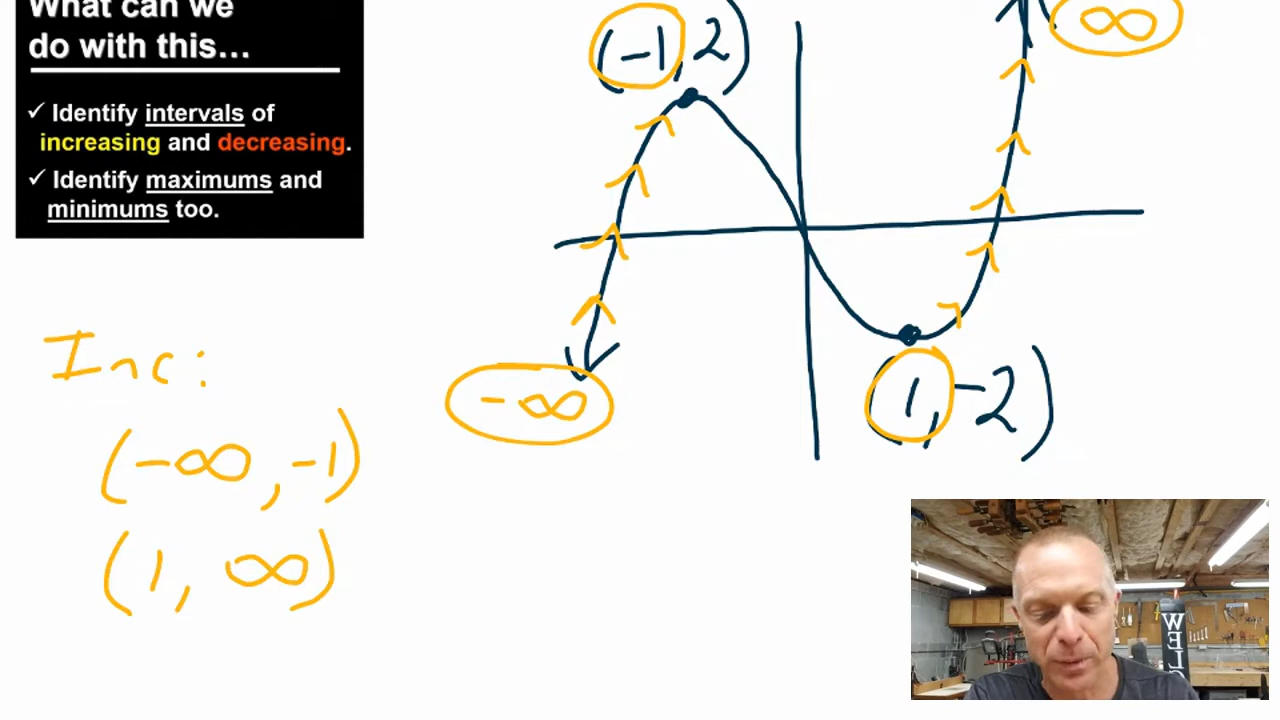 What can we
do with this...
✓ Identify intervals of
increasing and decreasing.
✓ Identify maximums and
minimums too.
(-1, 2)
∞
-∞
(1, -2)
Inc:
(-∞, -1)
(1, ∞)